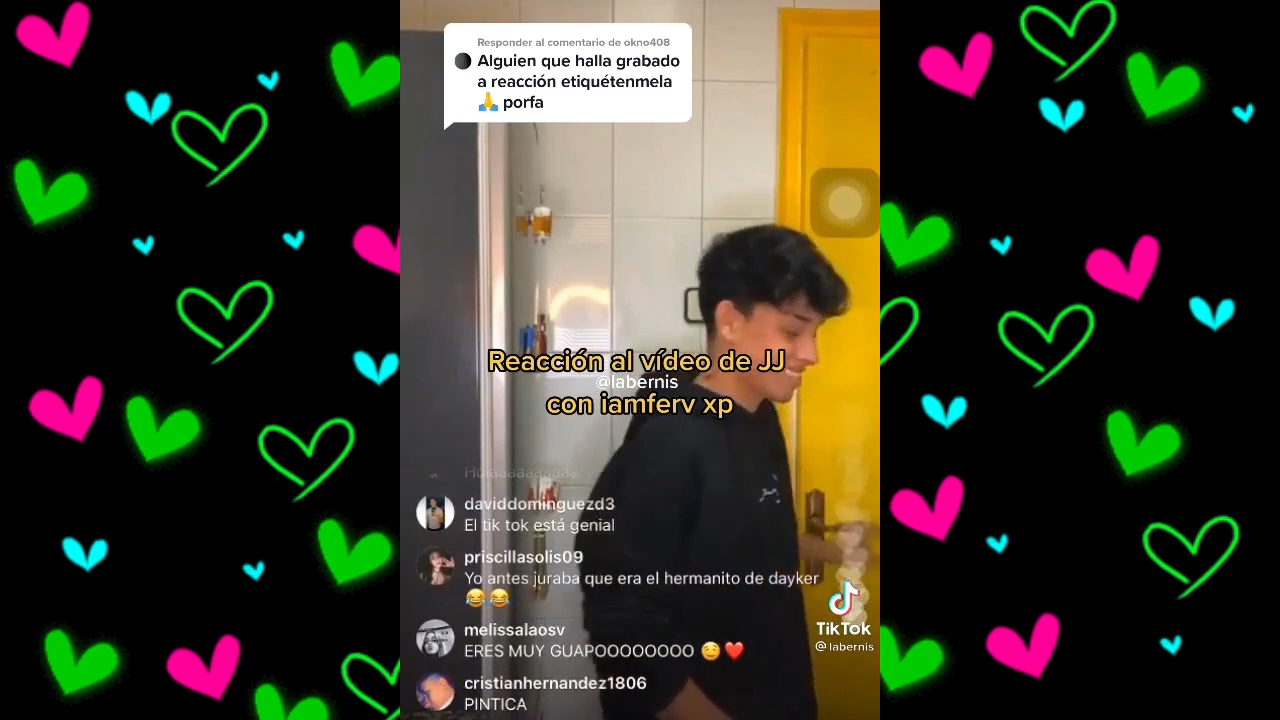 Responder al comentario de okno408
Alguien que halla grabado
a reacción etiquétenmela
🙏 porfa
Reacción al vídeo de JJ
@labernis
con iamferv xp
Holaaaaaaaaaa
daviddominguezd3
El tik tok está genial
priscillasolis09
Yo antes juraba que era el hermanito de dayker
😂😂
melissalaosv
ERES MUY GUAPOOOOOOOO 🤤❤️
cristianhernandez1806
PINTICA
TikTok
@labernis